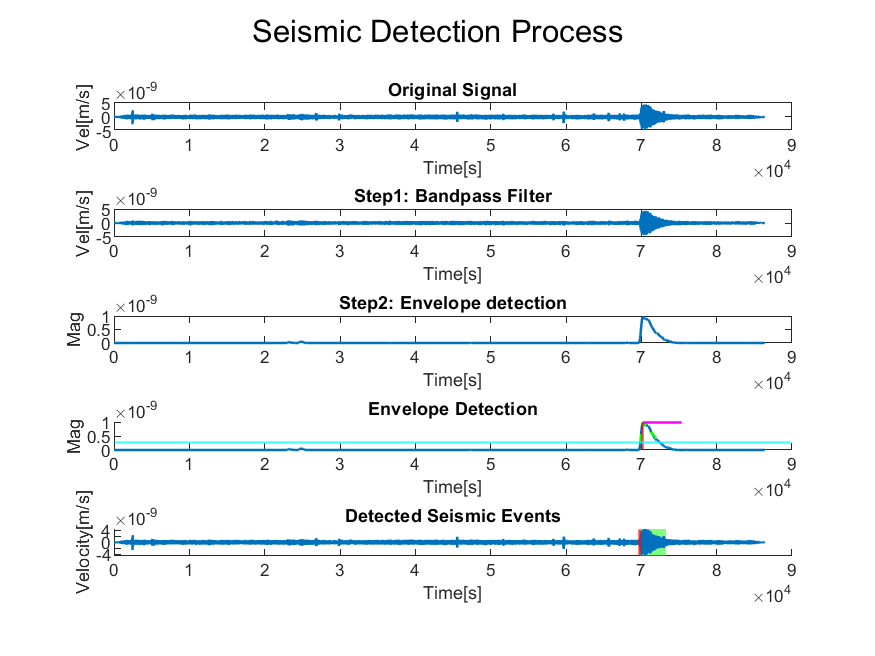 Seismic Detection Process
Original Signal
×10-9
Vel[m/s]
5
0
-5
0 1 2 3 4 5 6 7 8 9
Time[s]
×104
Step1: Bandpass Filter
×10-9
Vel[m/s]
5
0
-5
0 1 2 3 4 5 6 7 8 9
Time[s]
×104
Step2: Envelope detection
×10-9
Mag
1
0.5
0
0 1 2 3 4 5 6 7 8 9
Time[s]
×104
Envelope Detection
×10-9
Mag
1
0.5
0
0 1 2 3 4 5 6 7 8 9
Time[s]
×104
Detected Seismic Events
×10-9
Velocity[m/s]
4
0
-4
0 1 2 3 4 5 6 7 8 9
Time[s]
×104